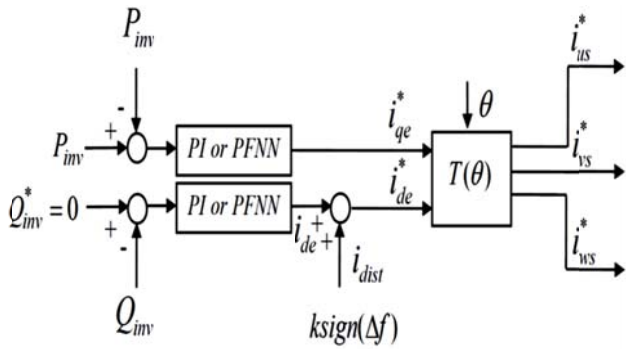 P_inv
-
+
P_inv
PI or PFNN
i*_qe
θ
T(θ)
i*_us
i*_vs
i*_ws
Q*_inv = 0
+
-
PI or PFNN
i_de
+
+
i*_de
i_dist
Q_inv
ksign(Δf)